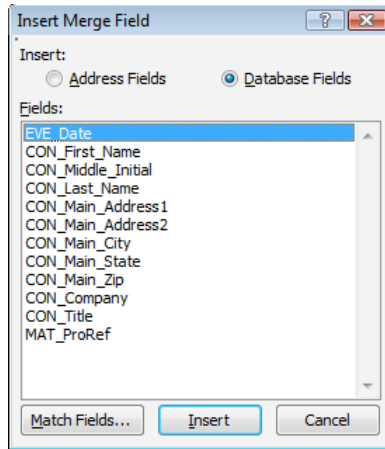 Insert Merge Field
Insert:
Address Fields Database Fields
Fields:
EVE_Date
CON_First_Name
CON_Middle_Initial
CON_Last_Name
CON_Main_Address1
CON_Main_Address2
CON_Main_City
CON_Main_State
CON_Main_Zip
CON_Company
CON_Title
MAT_ProRef
Match Fields... Insert Cancel